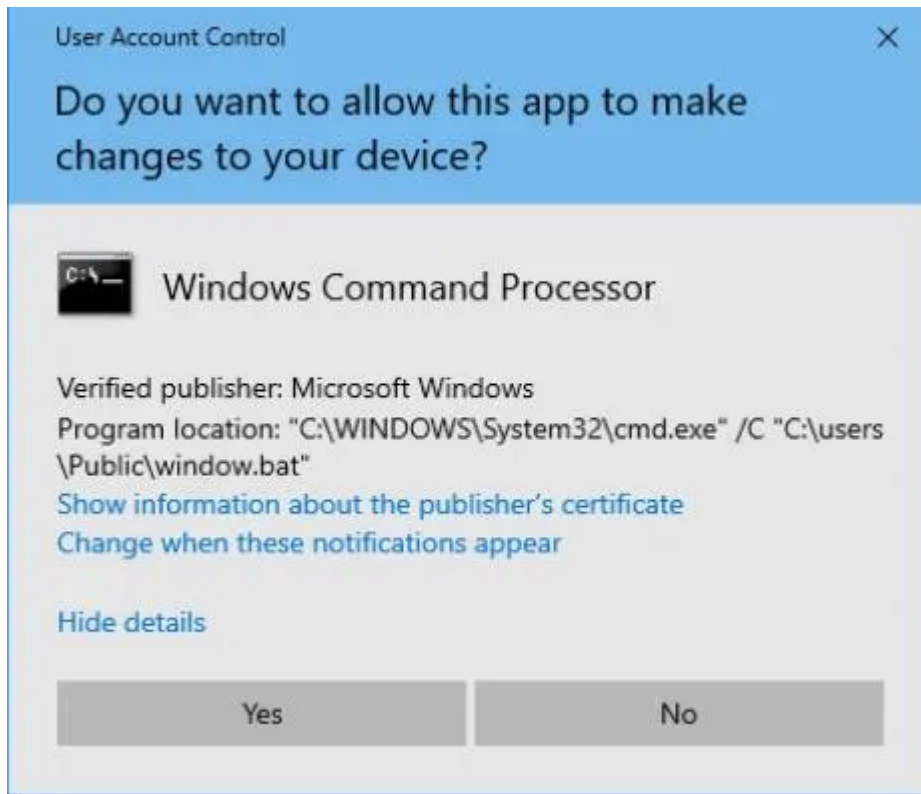 User Account Control
Do you want to allow this app to make
changes to your device?
C:\_
Windows Command Processor
Verified publisher: Microsoft Windows
Program location: "C:\WINDOWS\System32\cmd.exe" /C "C:\users
\Public\window.bat"
Show information about the publisher's certificate
Change when these notifications appear
Hide details
Yes
No